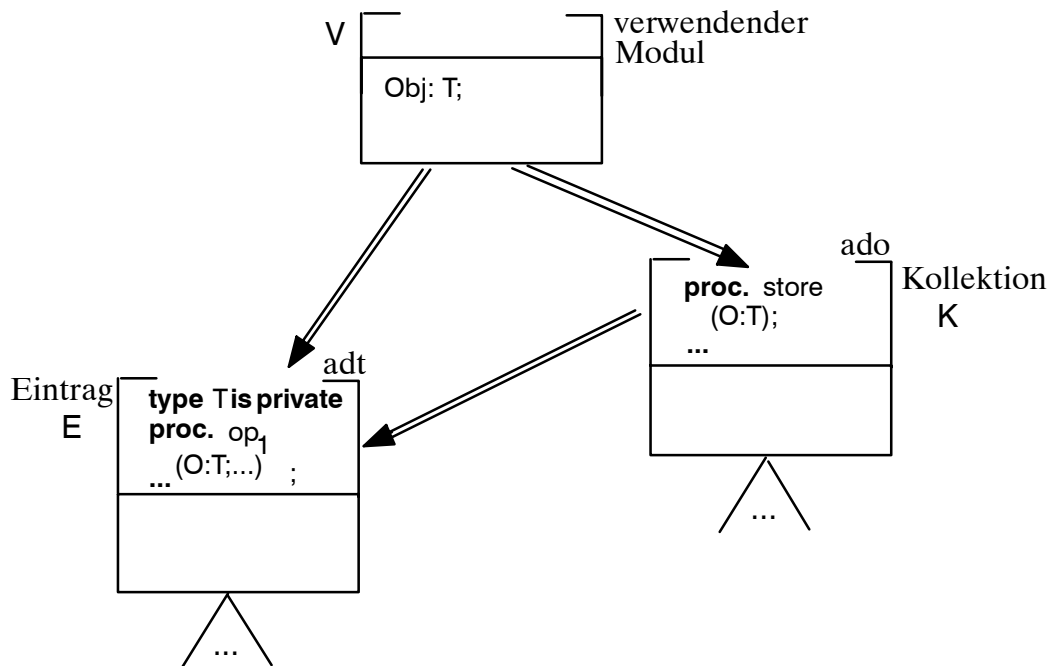 V
verwendender
Modul
Obj: T;
ado
Kollektion
K
proc. store
(O:T);
...
adt
Eintrag
E
type T is private
proc. op1
(O:T;...) ;
...
...
...